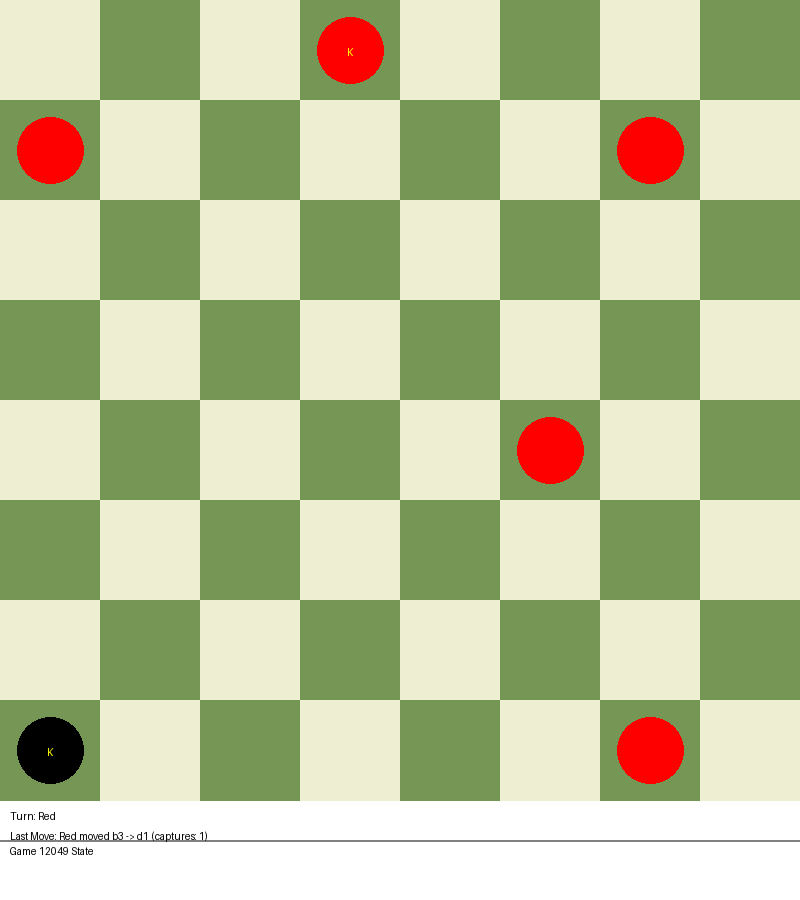 K
K
Turn: Red
Last Move: Red moved b3 -> d1 (captures: 1)
Game 12049 State